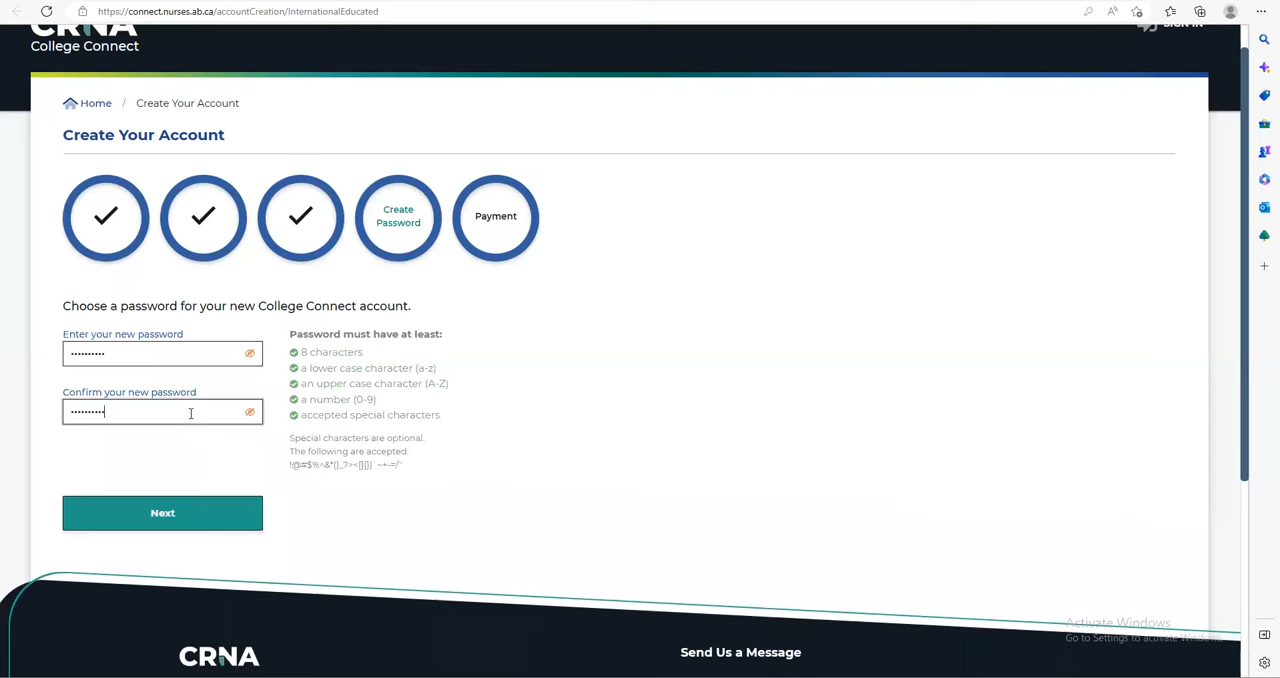 https://connect.nurses.ab.ca/accountCreation/InternationalEducated
CRNA
College Connect
SIGN IN
Home / Create Your Account
Create Your Account
Create
Password
Payment
Choose a password for your new College Connect account.
Enter your new password
••••••••••
Confirm your new password
••••••••••
Password must have at least:
8 characters
a lower case character (a-z)
an upper case character (A-Z)
a number (0-9)
accepted special characters
Special characters are optional.
The following are accepted:
Next
Activate Windows
Go to Settings to activate Windows.
CRNA
Send Us a Message